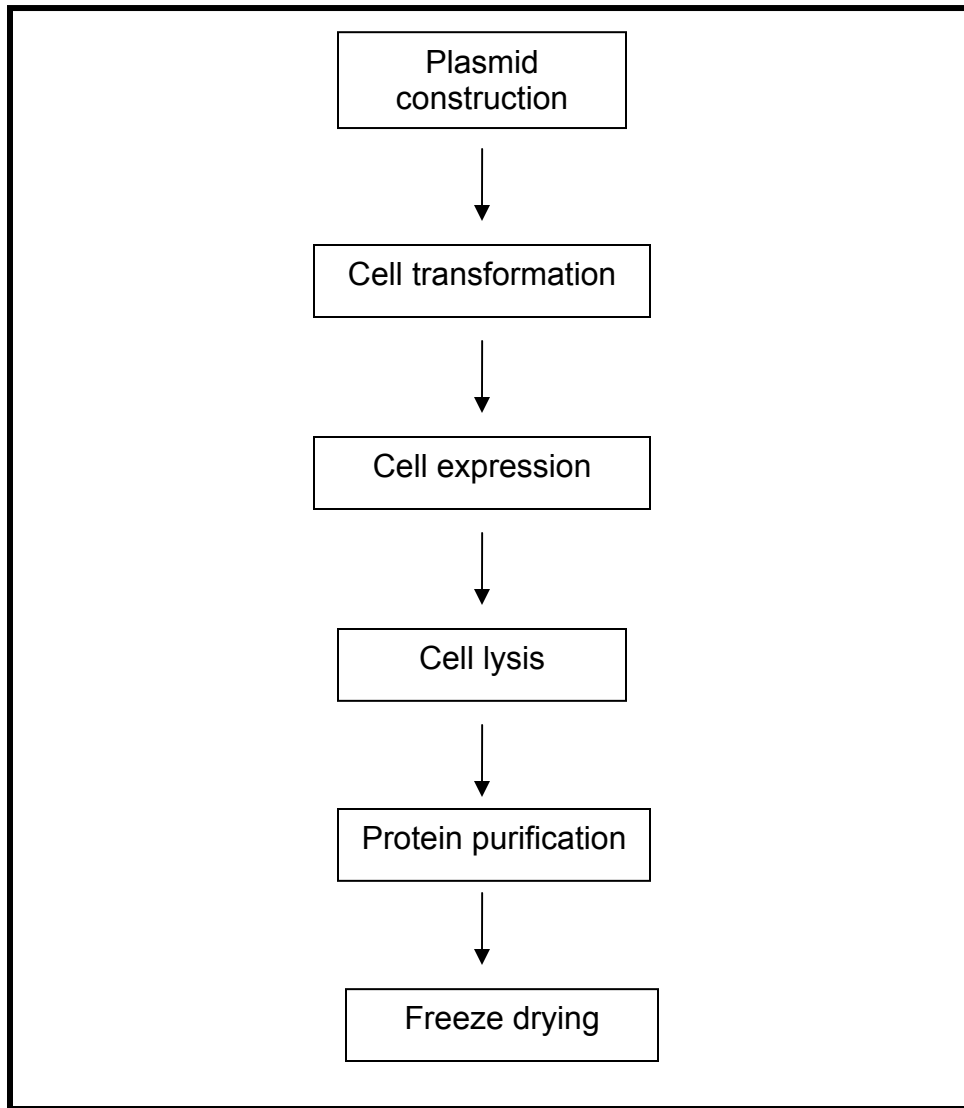 Plasmid
construction
Cell transformation
Cell expression
Cell lysis
Protein purification
Freeze drying